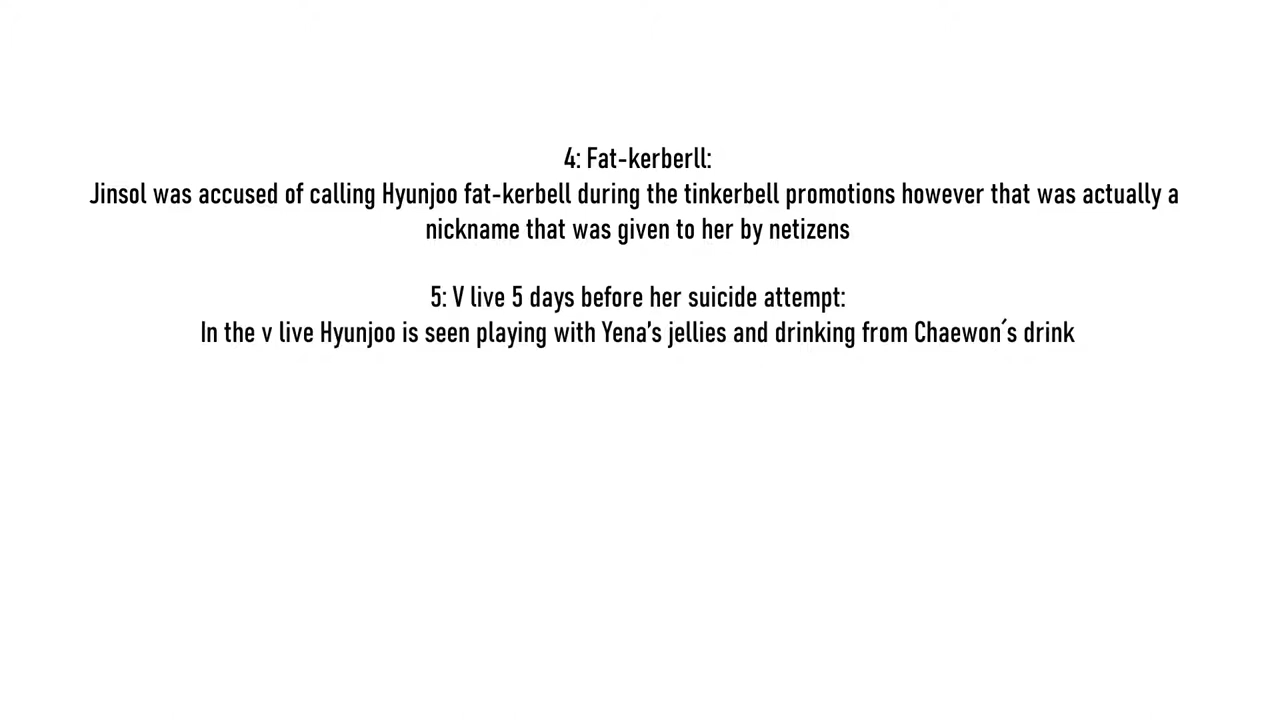 4: Fat-kerberll:
Jinsol was accused of calling Hyunjoo fat-kerbell during the tinkerbell promotions however that was actually a
nickname that was given to her by netizens
5: V live 5 days before her suicide attempt:
In the v live Hyunjoo is seen playing with Yena's jellies and drinking from Chaewon´s drink